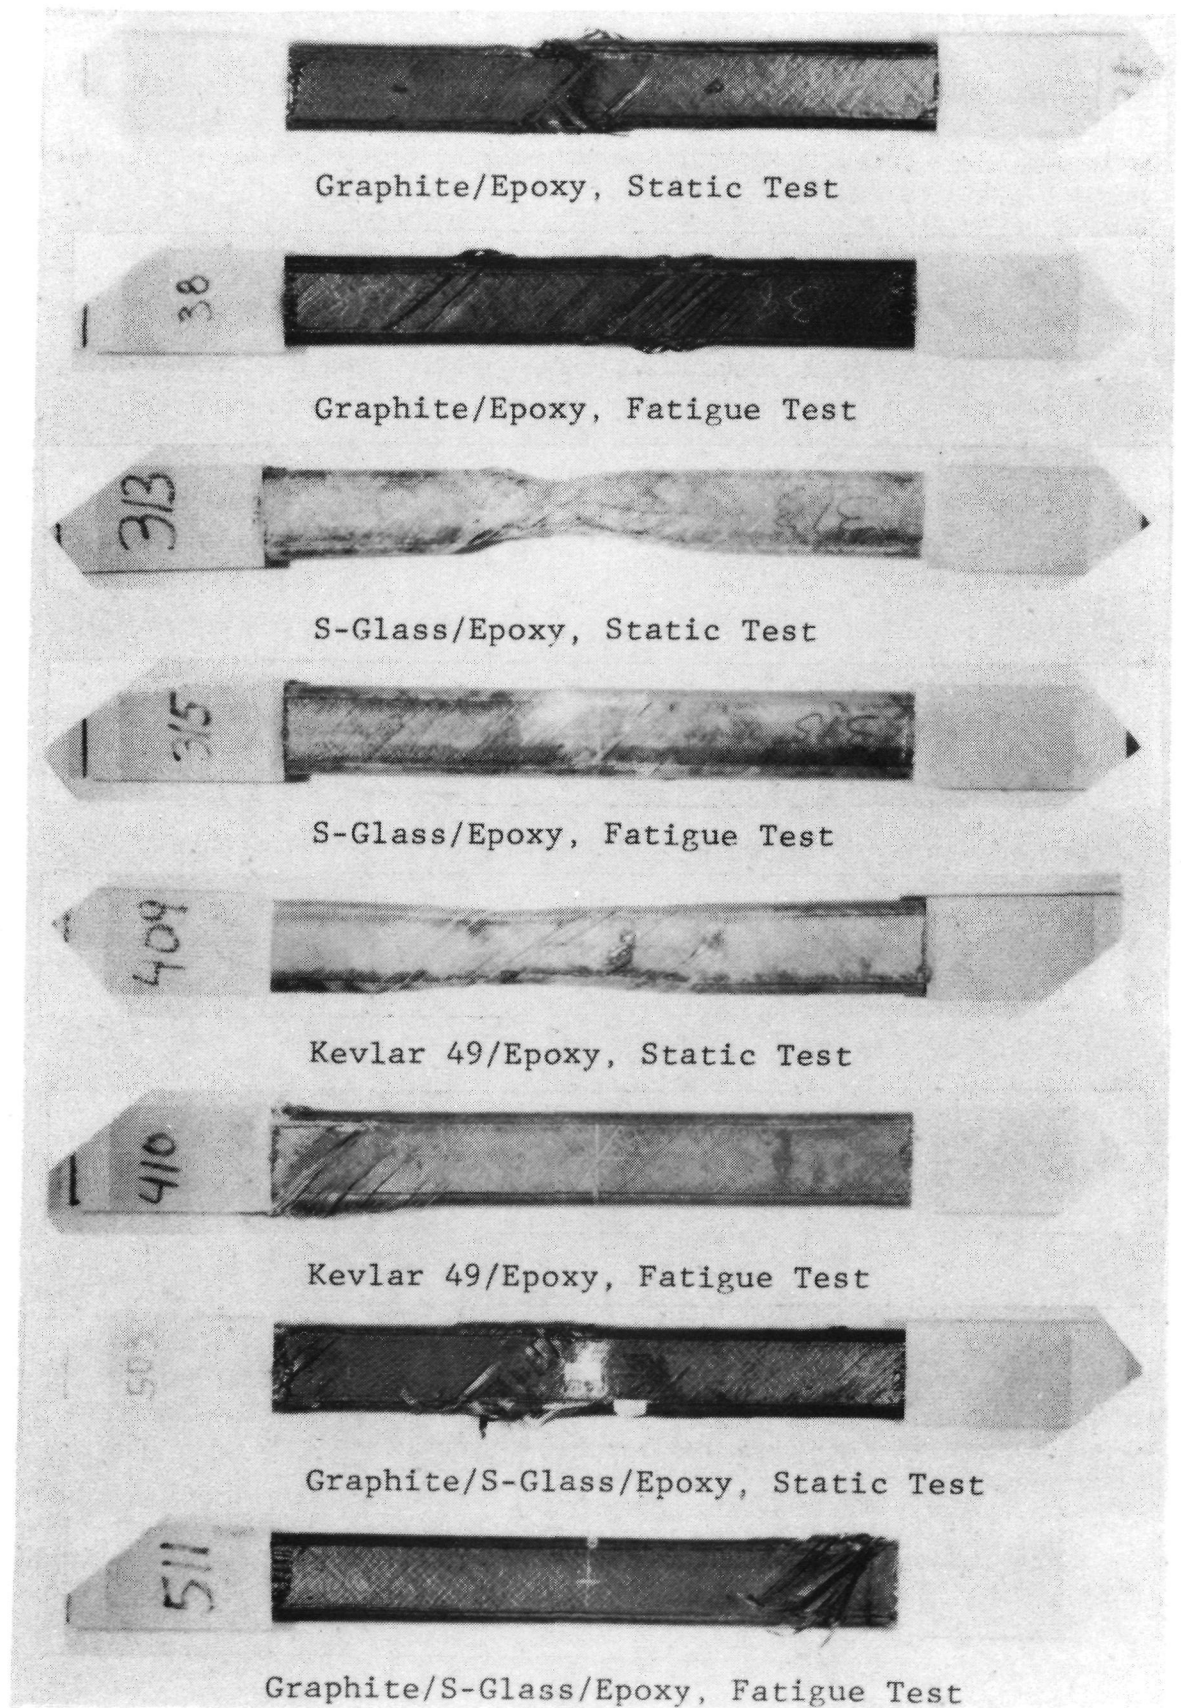 Graphite/Epoxy, Static Test
38
Graphite/Epoxy, Fatigue Test
313
S-Glass/Epoxy, Static Test
315
S-Glass/Epoxy, Fatigue Test
409
Kevlar 49/Epoxy, Static Test
410
Kevlar 49/Epoxy, Fatigue Test
503
Graphite/S-Glass/Epoxy, Static Test
511
Graphite/S-Glass/Epoxy, Fatigue Test